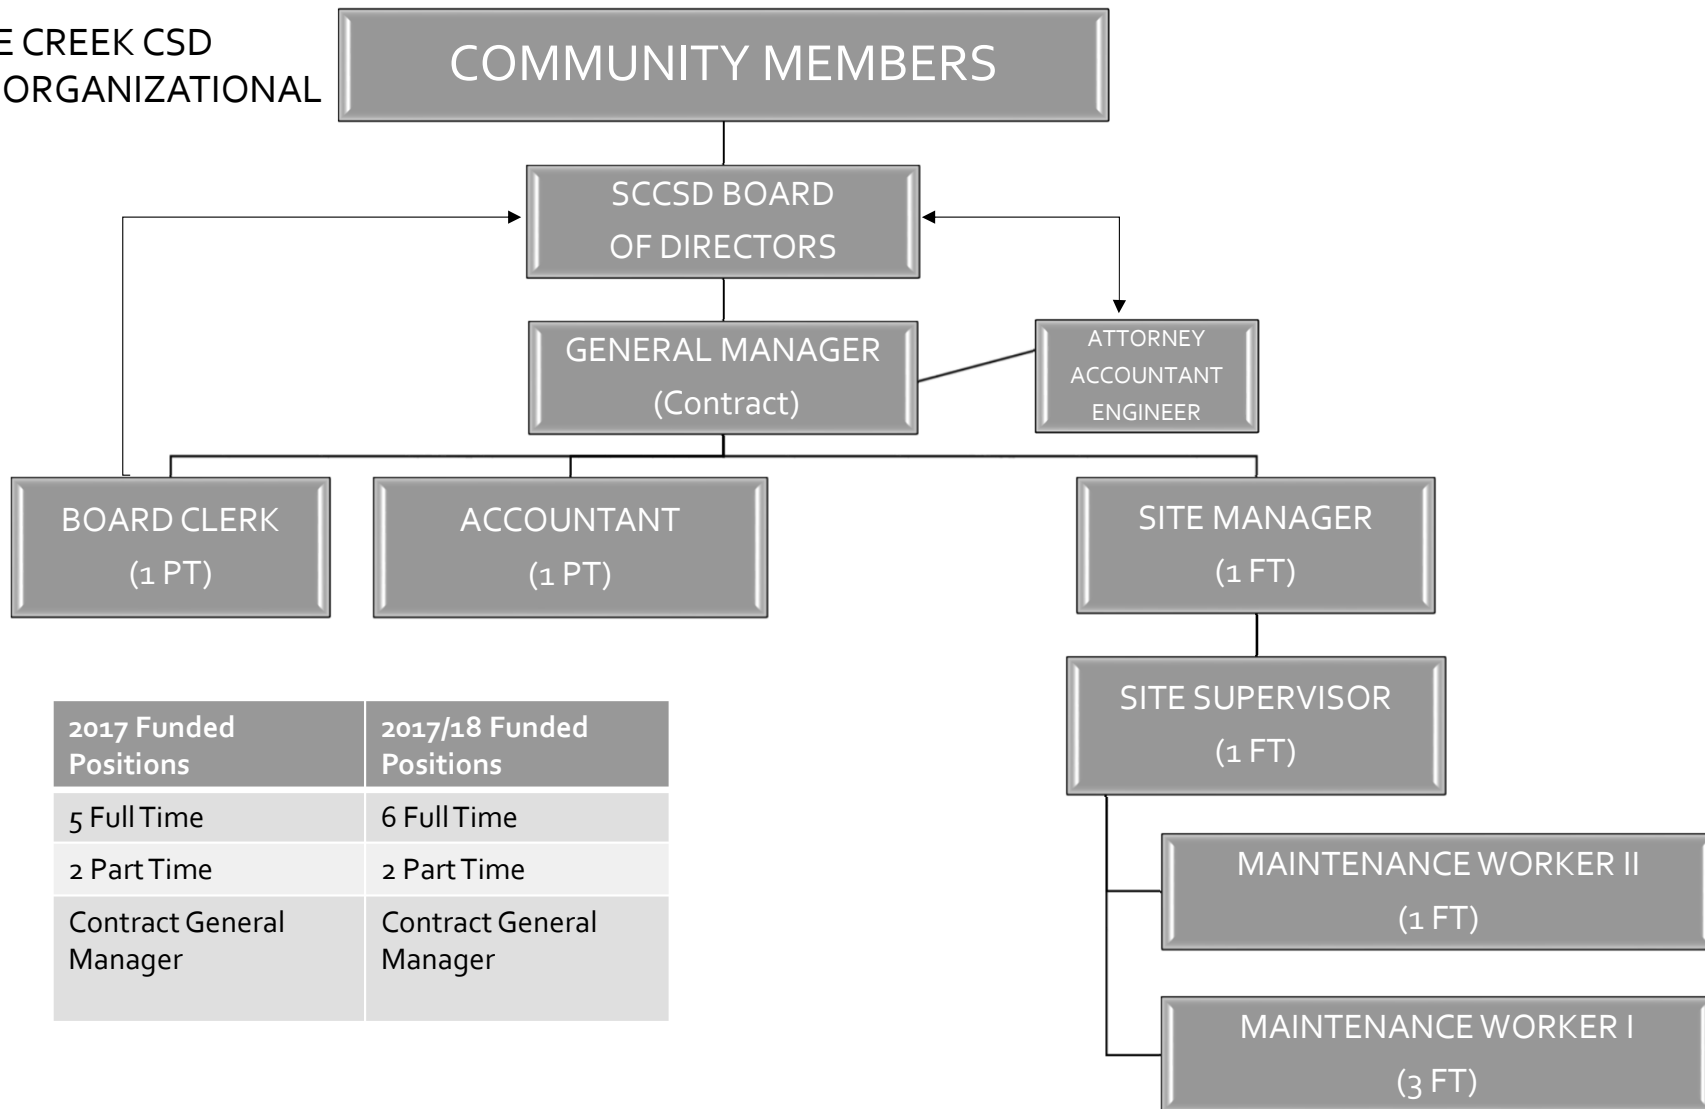 E CREEK CSD
ORGANIZATIONAL
COMMUNITY MEMBERS
SCCSD BOARD
OF DIRECTORS
GENERAL MANAGER
(Contract)
ATTORNEY
ACCOUNTANT
ENGINEER
BOARD CLERK
(1 PT)
ACCOUNTANT
(1 PT)
SITE MANAGER
(1 FT)
SITE SUPERVISOR
(1 FT)
MAINTENANCE WORKER II
(1 FT)
MAINTENANCE WORKER I
(3 FT)
2017 Funded
Positions
2017/18 Funded
Positions
5 Full Time
6 Full Time
2 Part Time
2 Part Time
Contract General
Manager
Contract General
Manager